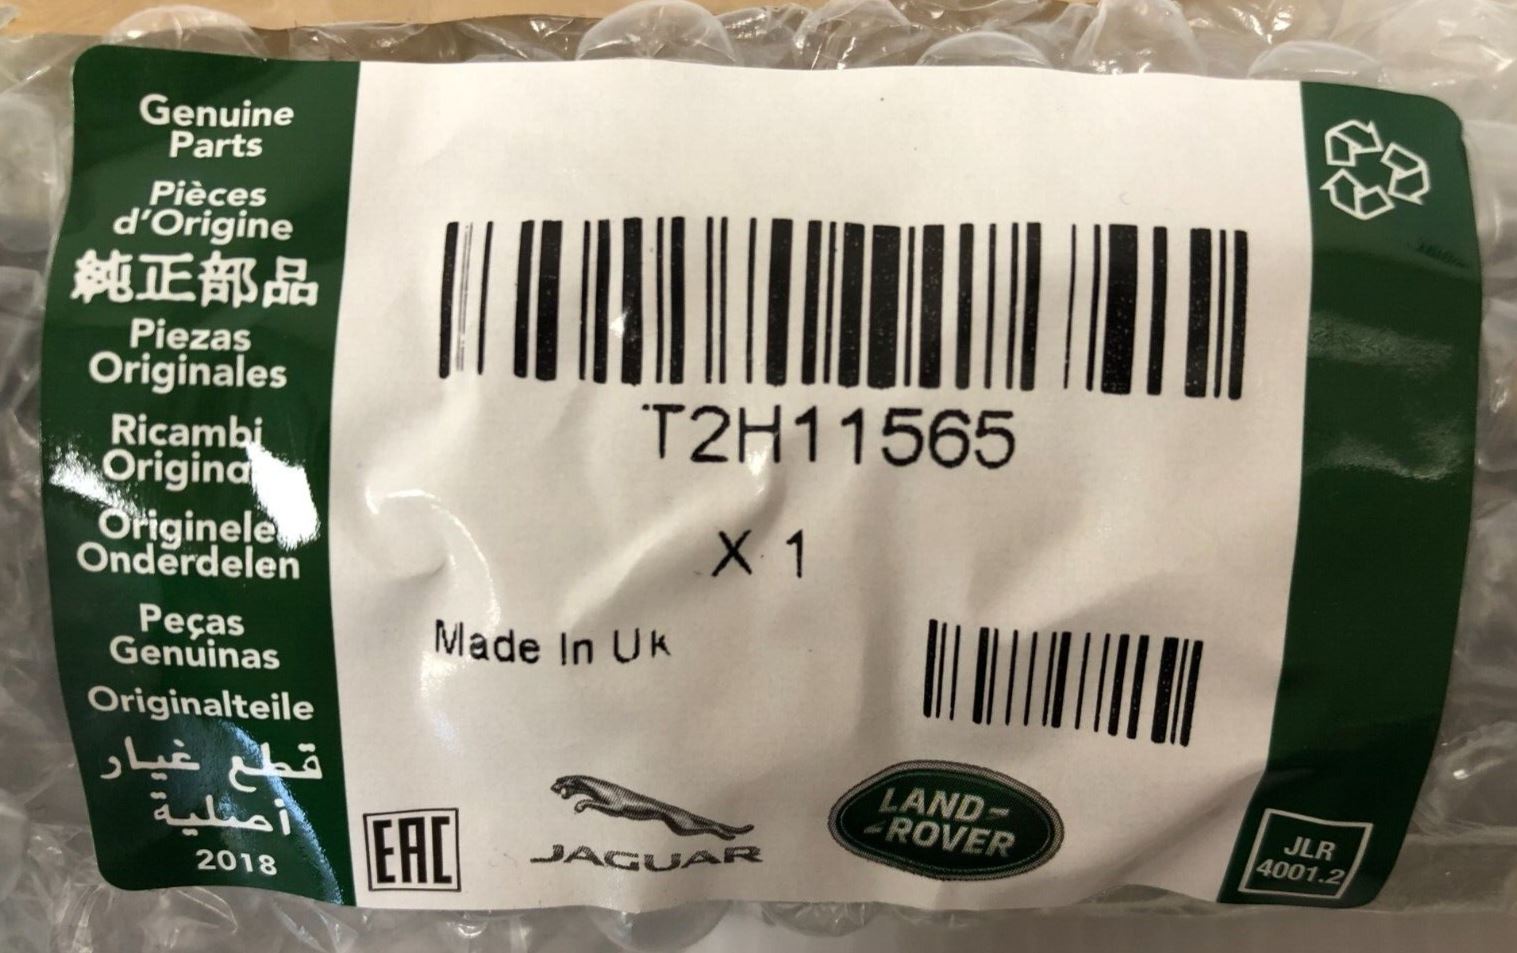 Genuine
Parts
Pièces
d'Origine
純正部品
Piezas
Originales
Ricambi
Originele
Onderdelen
Peças
Genuinas
Originalteile
قطع غيار
أصلية
2018
T2H11565
X 1
Made In Uk
EAC
JAGUAR
LAND-
-ROVER
JLR
4001.2